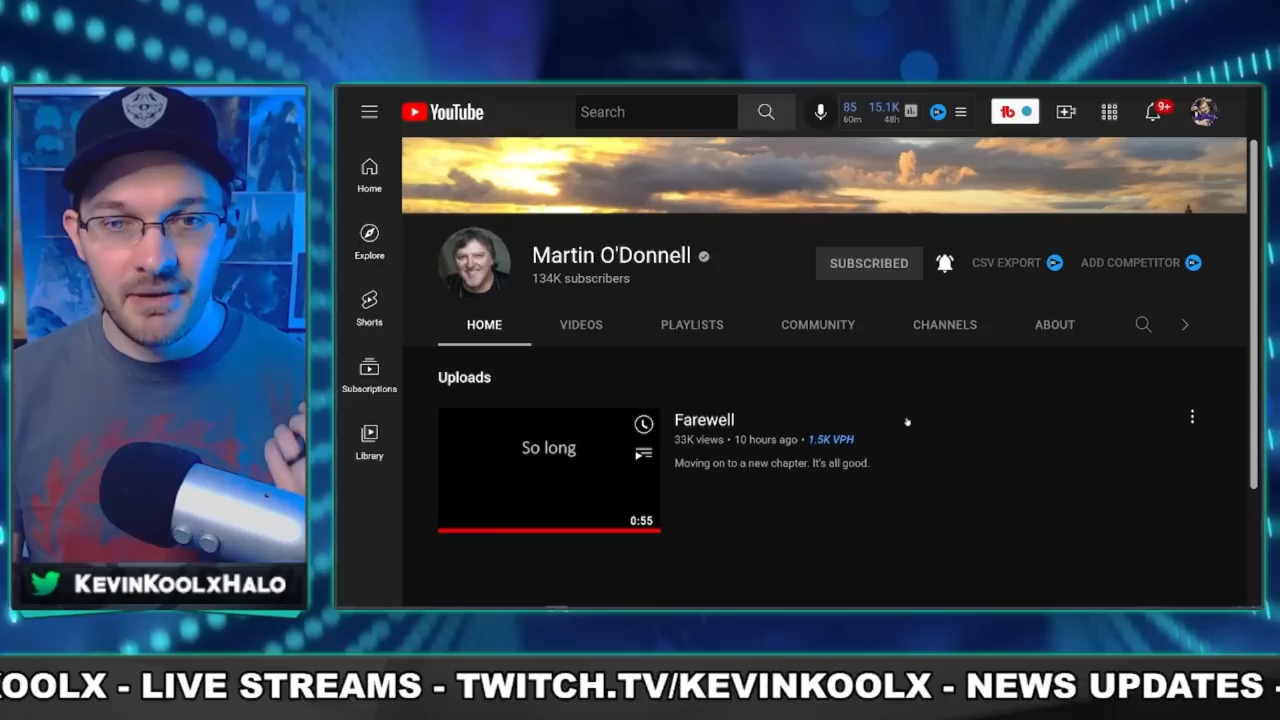 YouTube
Search
85
60m
15.1K
48h
9+
Home
Explore
Shorts
Subscriptions
Library
Martin O'Donnell
134K subscribers
SUBSCRIBED
CSV EXPORT
ADD COMPETITOR
HOME
VIDEOS
PLAYLISTS
COMMUNITY
CHANNELS
ABOUT
Uploads
So long
0:55
Farewell
33K views • 10 hours ago • 1.5K VPH
Moving on to a new chapter. It's all good.
KEVINKOOLXHALO
KOOLX - LIVE STREAMS - TWITCH.TV/KEVINKOOLX - NEWS UPDATES -